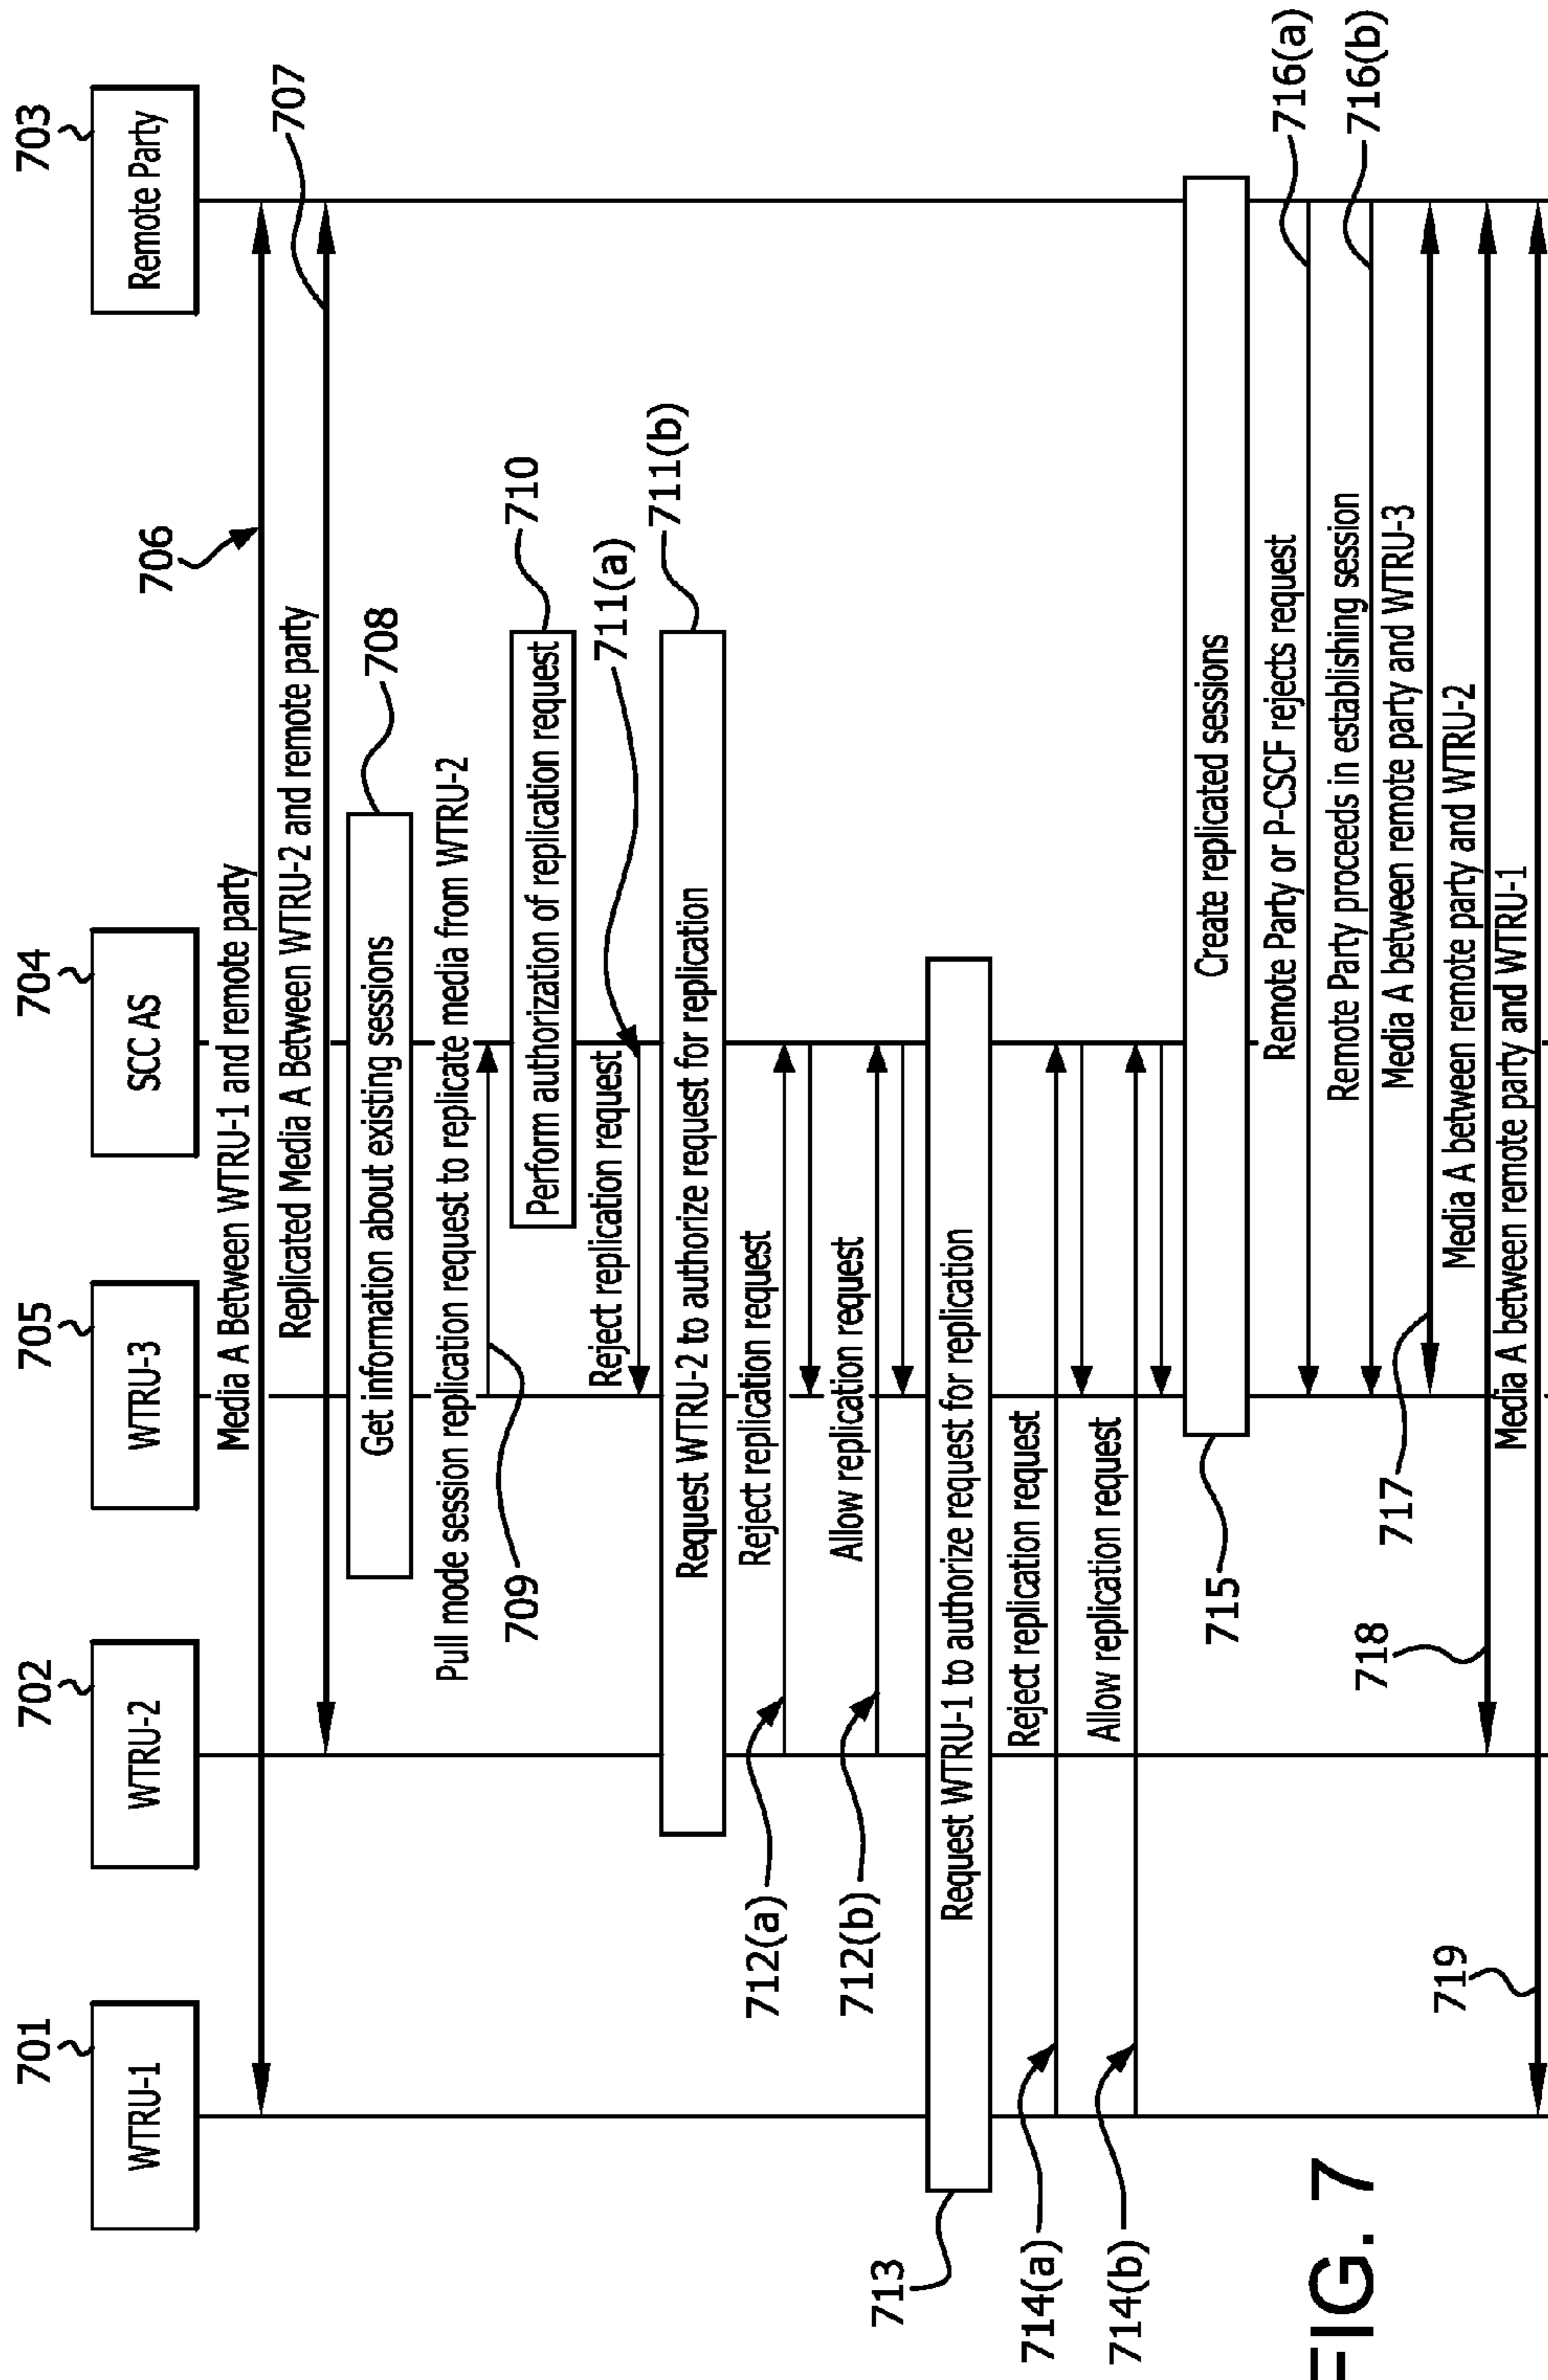 701
702
705
704
703
WTRU-1
WTRU-2
WTRU-3
SCC AS
Remote Party
Media A Between WTRU-1 and remote party
706
Replicated Media A Between WTRU-2 and remote party
707
Get information about existing sessions
708
Pull mode session replication request to replicate media from WTRU-2
709
Perform authorization of replication request
710
Reject replication request
711(a)
Request WTRU-2 to authorize request for replication
711(b)
Reject replication request
712(a)
Allow replication request
712(b)
Request WTRU-1 to authorize request for replication
713
Reject replication request
714(a)
Allow replication request
714(b)
Create replicated sessions
715
Remote Party or P-CSCF rejects request
716(a)
Remote Party proceeds in establishing session
716(b)
Media A between remote party and WTRU-3
717
Media A between remote party and WTRU-2
718
Media A between remote party and WTRU-1
719
FIG. 7